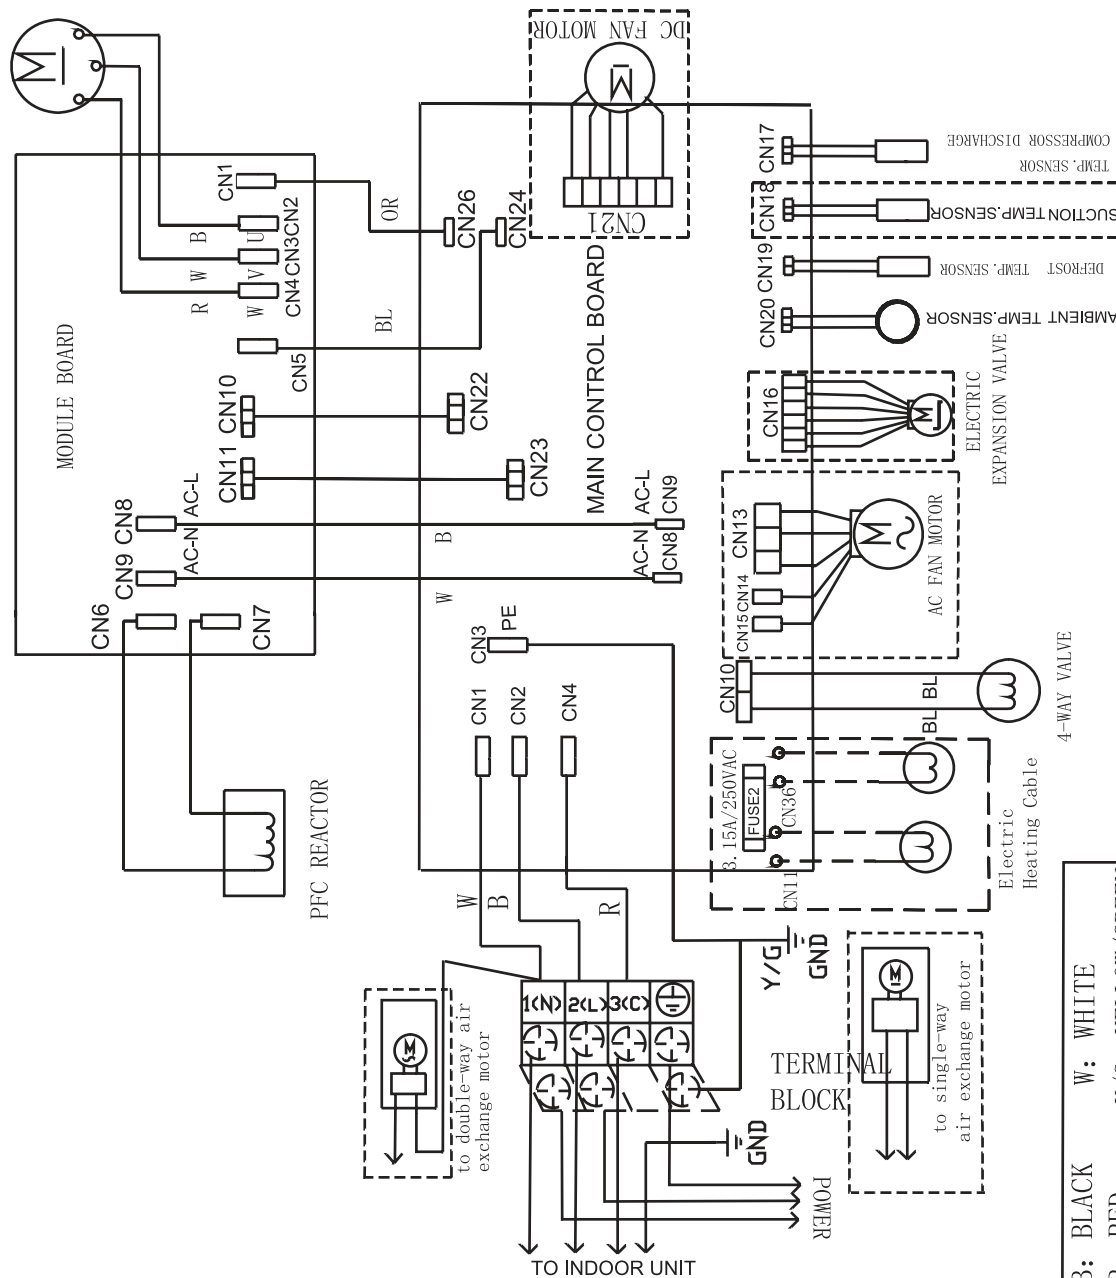 DC FAN MOTOR
M
CN21
M
MODULE BOARD
CN1
CN2
CN3
CN4
CN5
U
V
W
B
W
R
OR
BL
CN26
CN24
CN10
CN22
CN11
CN23
CN8
AC-L
CN9
AC-N
CN6
CN7
B
W
AC-L
CN9
AC-N
CN8
MAIN CONTROL BOARD
CN17
COMPRESSOR DISCHARGE
TEMP. SENSOR
CN18
SUCTION TEMP.SENSOR
CN19
DEFROST TEMP. SENSOR
CN20
AMBIENT TEMP.SENSOR
CN16
M
ELECTRIC
EXPANSION VALVE
CN13
CN14
CN15
M
AC FAN MOTOR
CN10
BL
BL
4-WAY VALVE
3.15A/250VAC
FUSE2
CN36
CN11
Electric
Heating Cable
PFC REACTOR
CN3
PE
CN1
CN2
CN4
W
B
R
Y/G
GND
1(N)
2(L)
3(C)
TERMINAL
BLOCK
M
to double-way air
exchange motor
M
to single-way
air exchange motor
GND
POWER
TO INDOOR UNIT
B: BLACK W: WHITE
RED